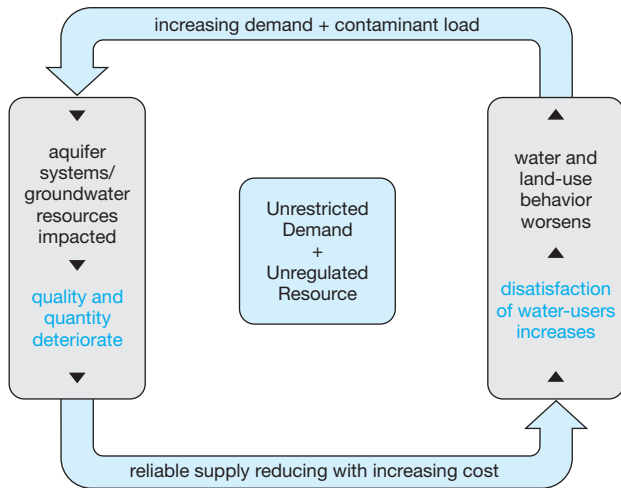 increasing demand + contaminant load
aquifer
systems/
groundwater
resources
impacted
quality and
quantity
deteriorate
Unrestricted
Demand
+
Unregulated
Resource
water and
land-use
behavior
worsens
disatisfaction
of water-users
increases
reliable supply reducing with increasing cost